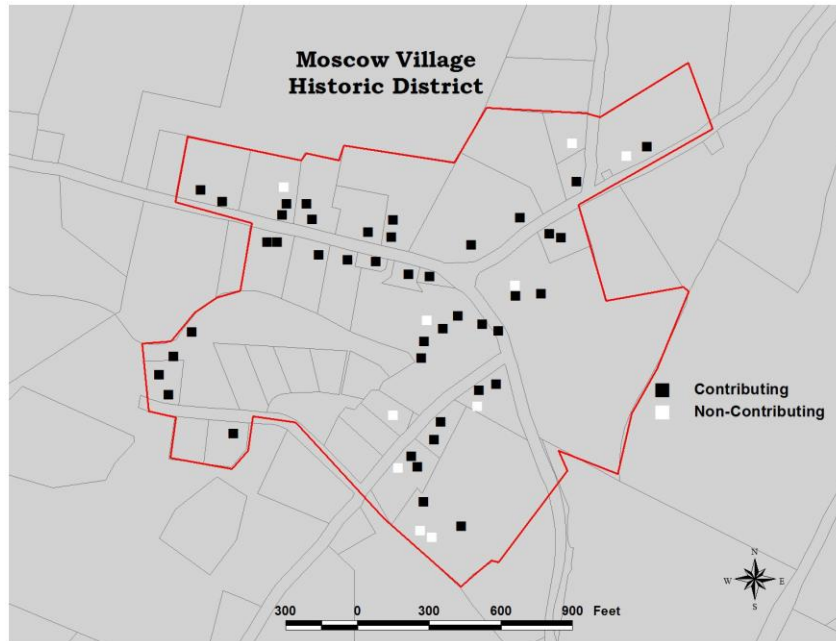 Moscow Village
Historic District
Contributing
Non-Contributing
N
W E
S
300 0 300 600 900 Feet